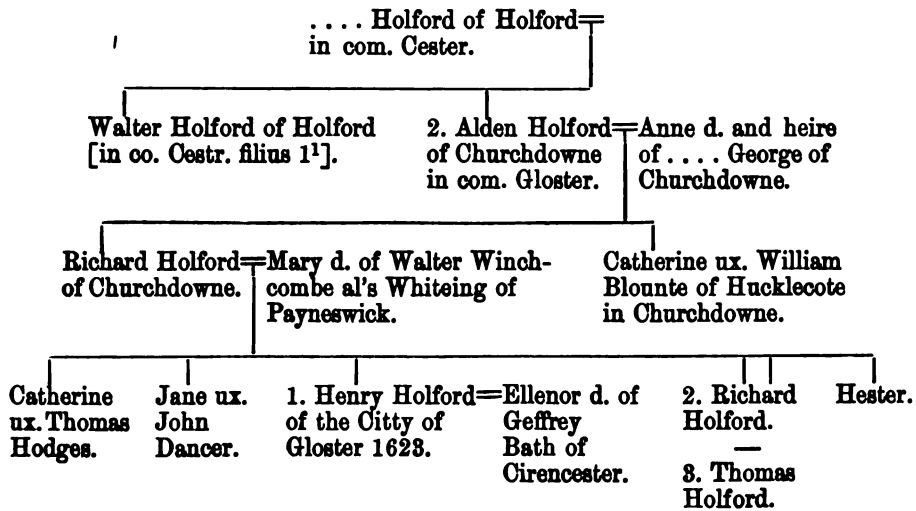 .... Holford of Holford=
in com. Cester.
Walter Holford of Holford
[in co. Cestr. filius 1¹].
2. Alden Holford=Anne d. and heire
of Churchdowne
in com. Gloster.
of .... George of
Churchdowne.
Richard Holford=Mary d. of Walter Winch-
of Churchdowne.
combe al's Whiteing of
Payneswick.
Catherine ux. William
Blounte of Hucklecote
in Churchdowne.
Catherine
ux. Thomas
Hodges.
Jane ux.
John
Dancer.
1. Henry Holford=Ellenor d. of
of the Citty of
Gloster 1623.
Geffrey
Bath of
Cirencester.
2. Richard
Holford.
—
3. Thomas
Holford.
Hester.